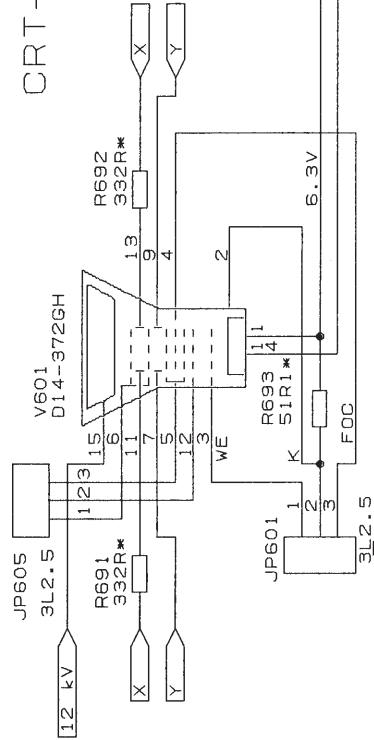 CRT-
X
Y
R692
332R*
13
9
4
2
6.3V
V601
D14-372GH
15
6
11
7
5
12
3
WE
14
1
R693
51R1*
K
FOC
JP605
3L2.5
1 2 3
R691
332R*
12 kV
X
Y
JP601
3L2.5
1
2
3